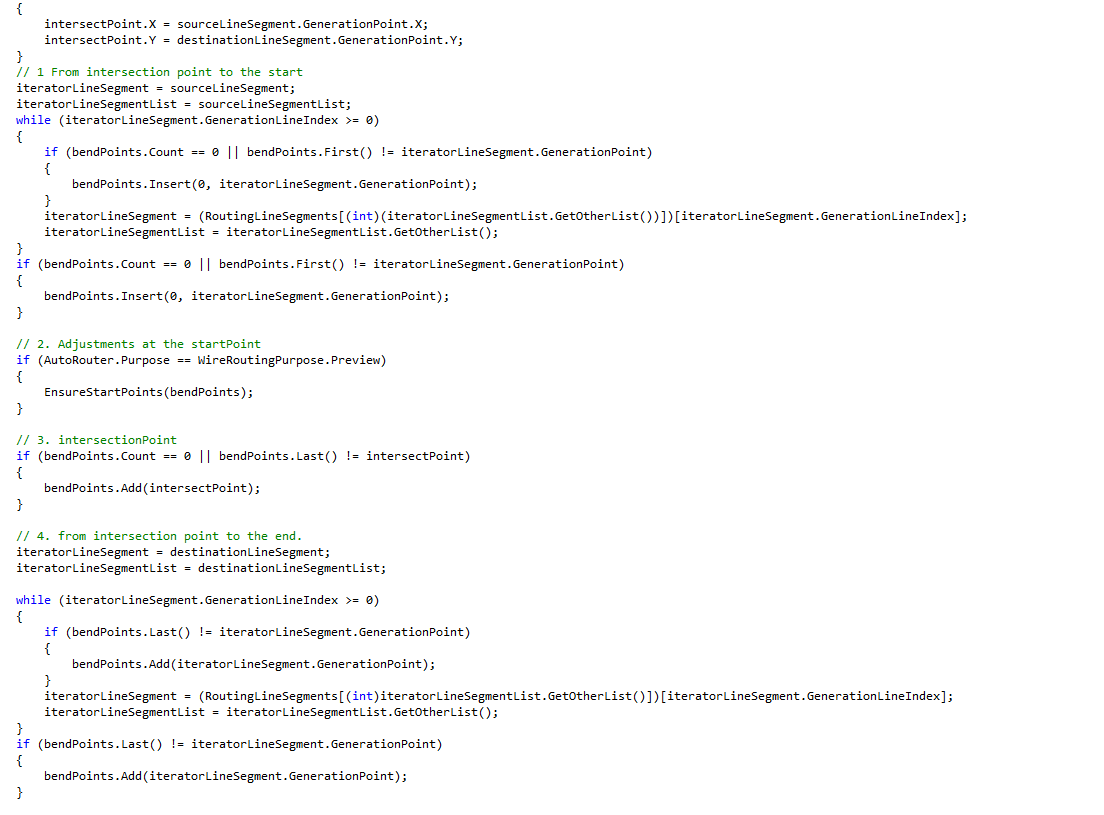 {
    intersectPoint.X = sourceLineSegment.GenerationPoint.X;
    intersectPoint.Y = destinationLineSegment.GenerationPoint.Y;
}
// 1 From intersection point to the start
iteratorLineSegment = sourceLineSegment;
iteratorLineSegmentList = sourceLineSegmentList;
while (iteratorLineSegment.GenerationLineIndex >= 0)
{
    if (bendPoints.Count == 0 || bendPoints.First() != iteratorLineSegment.GenerationPoint)
    {
        bendPoints.Insert(0, iteratorLineSegment.GenerationPoint);
    }
    iteratorLineSegment = (RoutingLineSegments[(int)(iteratorLineSegmentList.GetOtherList())])[iteratorLineSegment.GenerationLineIndex];
    iteratorLineSegmentList = iteratorLineSegmentList.GetOtherList();
}
if (bendPoints.Count == 0 || bendPoints.First() != iteratorLineSegment.GenerationPoint)
{
    bendPoints.Insert(0, iteratorLineSegment.GenerationPoint);
}

// 2. Adjustments at the startPoint
if (AutoRouter.Purpose == WireRoutingPurpose.Preview)
{
    EnsureStartPoints(bendPoints);
}

// 3. intersectionPoint
if (bendPoints.Count == 0 || bendPoints.Last() != intersectPoint)
{
    bendPoints.Add(intersectPoint);
}

// 4. from intersection point to the end.
iteratorLineSegment = destinationLineSegment;
iteratorLineSegmentList = destinationLineSegmentList;

while (iteratorLineSegment.GenerationLineIndex >= 0)
{
    if (bendPoints.Last() != iteratorLineSegment.GenerationPoint)
    {
        bendPoints.Add(iteratorLineSegment.GenerationPoint);
    }
    iteratorLineSegment = (RoutingLineSegments[(int)iteratorLineSegmentList.GetOtherList()])[iteratorLineSegment.GenerationLineIndex];
    iteratorLineSegmentList = iteratorLineSegmentList.GetOtherList();
}
if (bendPoints.Last() != iteratorLineSegment.GenerationPoint)
{
    bendPoints.Add(iteratorLineSegment.GenerationPoint);
}